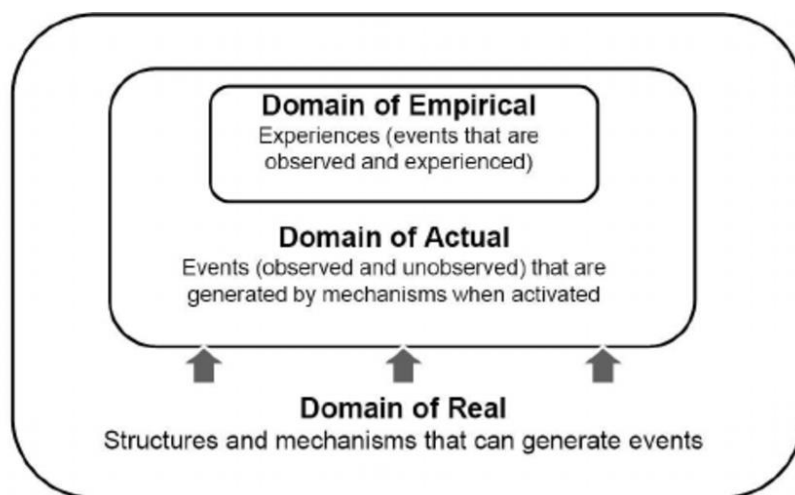 Domain of Empirical
Experiences (events that are
observed and experienced)
Domain of Actual
Events (observed and unobserved) that are
generated by mechanisms when activated
Domain of Real
Structures and mechanisms that can generate events